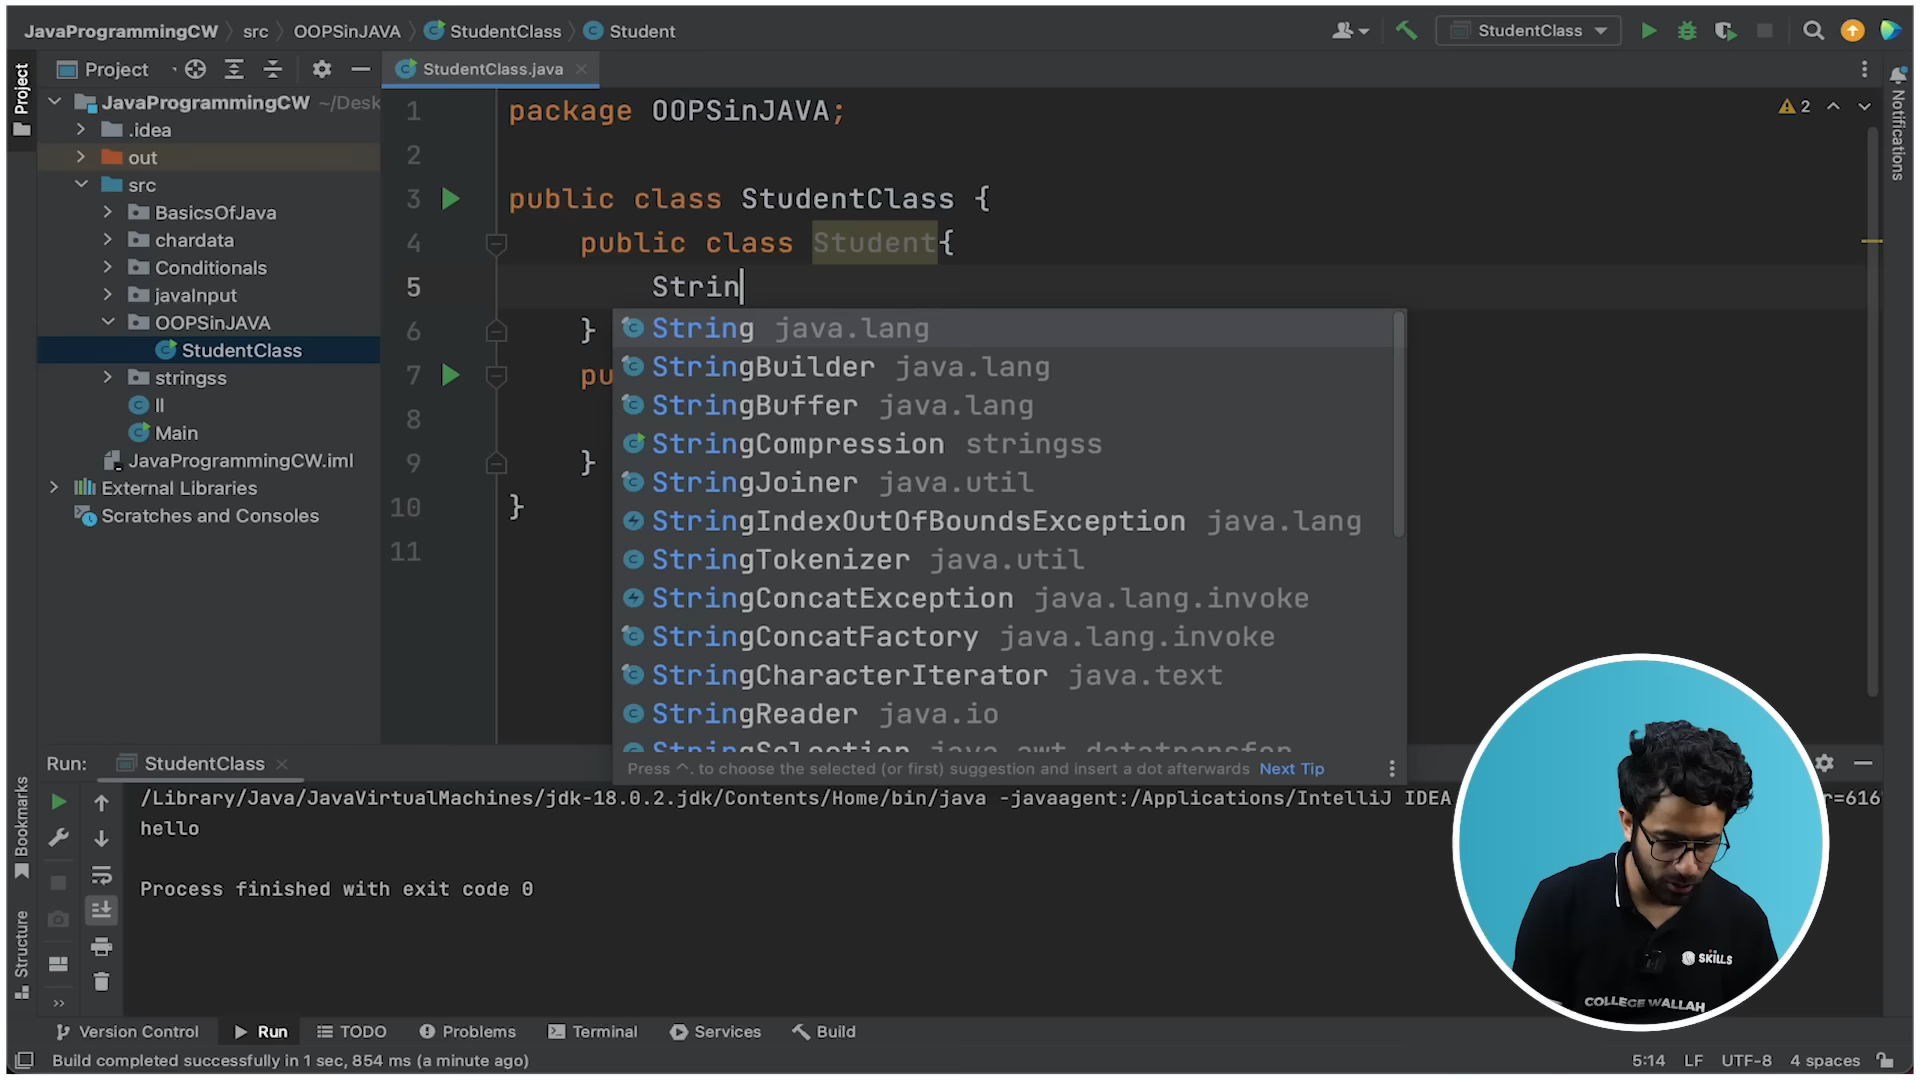 JavaProgrammingCW src OOPSinJAVA StudentClass Student StudentClass
Project StudentClass.java
Project
JavaProgrammingCW ~/Desk
.idea
out
src
BasicsOfJava
chardata
Conditionals
javaInput
OOPSinJAVA
StudentClass
stringss
ll
Main
JavaProgrammingCW.iml
External Libraries
Scratches and Consoles
1 package OOPSinJAVA;
2
3 public class StudentClass {
4 public class Student{
5 Strin
6 }
7 pu
8
9 }
10 }
11
2
Notifications
String java.lang
StringBuilder java.lang
StringBuffer java.lang
StringCompression stringss
StringJoiner java.util
StringIndexOutOfBoundsException java.lang
StringTokenizer java.util
StringConcatException java.lang.invoke
StringConcatFactory java.lang.invoke
StringCharacterIterator java.text
StringReader java.io
StringSelection java.awt.datatransfer
Press ^. to choose the selected (or first) suggestion and insert a dot afterwards Next Tip
Run: StudentClass
/Library/Java/JavaVirtualMachines/jdk-18.0.2.jdk/Contents/Home/bin/java -javaagent:/Applications/IntelliJ IDEA r=616
hello
Process finished with exit code 0
Bookmarks
Structure
SKILLS
COLLEGE WALLAH
Version Control Run TODO Problems Terminal Services Build
Build completed successfully in 1 sec, 854 ms (a minute ago) 5:14 LF UTF-8 4 spaces